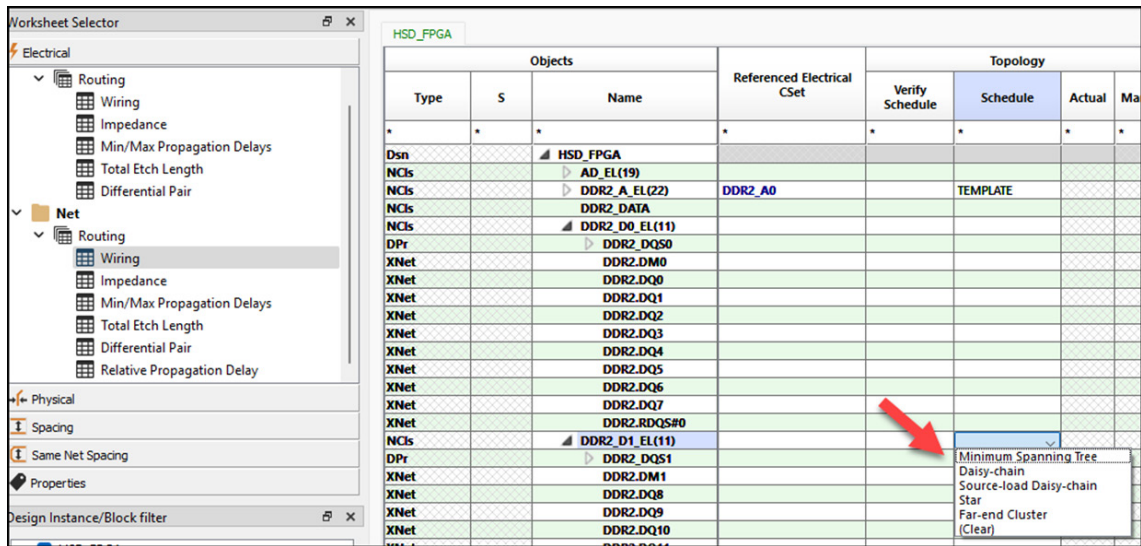 Worksheet Selector
Electrical
Routing
Wiring
Impedance
Min/Max Propagation Delays
Total Etch Length
Differential Pair
Net
Routing
Wiring
Impedance
Min/Max Propagation Delays
Total Etch Length
Differential Pair
Relative Propagation Delay
Physical
Spacing
Same Net Spacing
Properties
Design Instance/Block filter
HSD_FPGA
Objects Referenced Electrical CSet Topology
Type S Name Verify Schedule Schedule Actual Ma
* * * * * * * *
Dsn HSD_FPGA
NCls AD_EL(19)
NCls DDR2_A_EL(22) DDR2_A0 TEMPLATE
NCls DDR2_DATA
NCls DDR2_D0_EL(11)
DPr DDR2_DQS0
XNet DDR2.DM0
XNet DDR2.DQ0
XNet DDR2.DQ1
XNet DDR2.DQ2
XNet DDR2.DQ3
XNet DDR2.DQ4
XNet DDR2.DQ5
XNet DDR2.DQ6
XNet DDR2.DQ7
XNet DDR2.RDQS#0
NCls DDR2_D1_EL(11)
DPr DDR2_DQS1
XNet DDR2.DM1
XNet DDR2.DQ8
XNet DDR2.DQ9
XNet DDR2.DQ10
Minimum Spanning Tree
Daisy-chain
Source-load Daisy-chain
Star
Far-end Cluster
(Clear)